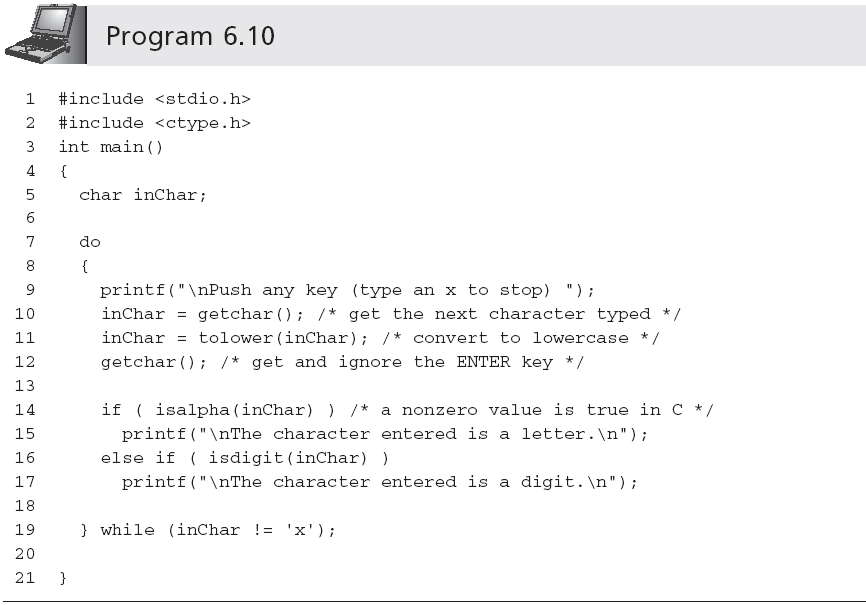 Program 6.10
1 #include <stdio.h>
2 #include <ctype.h>
3 int main()
4 {
5   char inChar;
6
7   do
8   {
9     printf("\nPush any key (type an x to stop) ");
10     inChar = getchar(); /* get the next character typed */
11     inChar = tolower(inChar); /* convert to lowercase */
12     getchar(); /* get and ignore the ENTER key */
13
14     if ( isalpha(inChar) ) /* a nonzero value is true in C */
15       printf("\nThe character entered is a letter.\n");
16     else if ( isdigit(inChar) )
17       printf("\nThe character entered is a digit.\n");
18
19   } while (inChar != 'x');
20
21 }